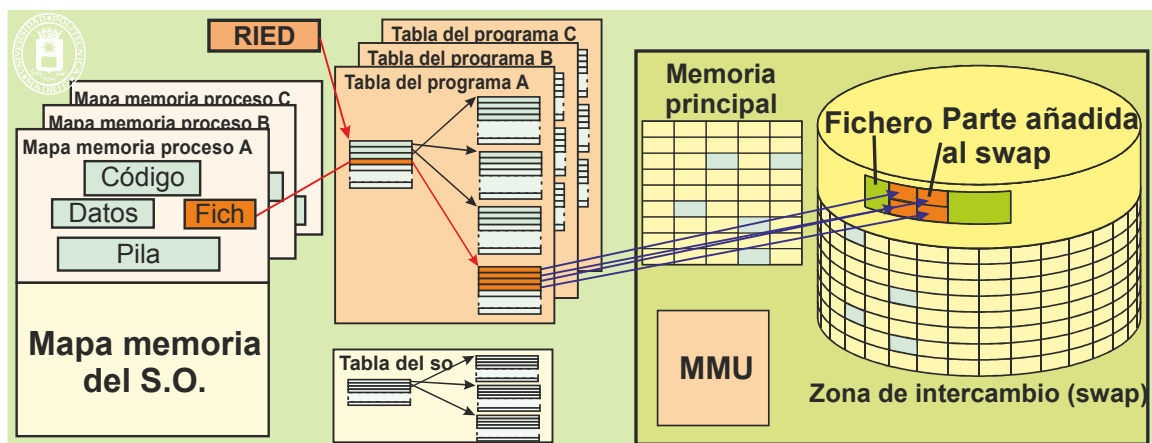 RIED
Mapa memoria proceso C
Mapa memoria proceso B
Mapa memoria proceso A
Código
Datos
Fich
Pila
Mapa memoria
del S.O.
Tabla del programa C
Tabla del programa B
Tabla del programa A
Tabla del so
Memoria
principal
MMU
Fichero
Parte añadida
al swap
Zona de intercambio (swap)